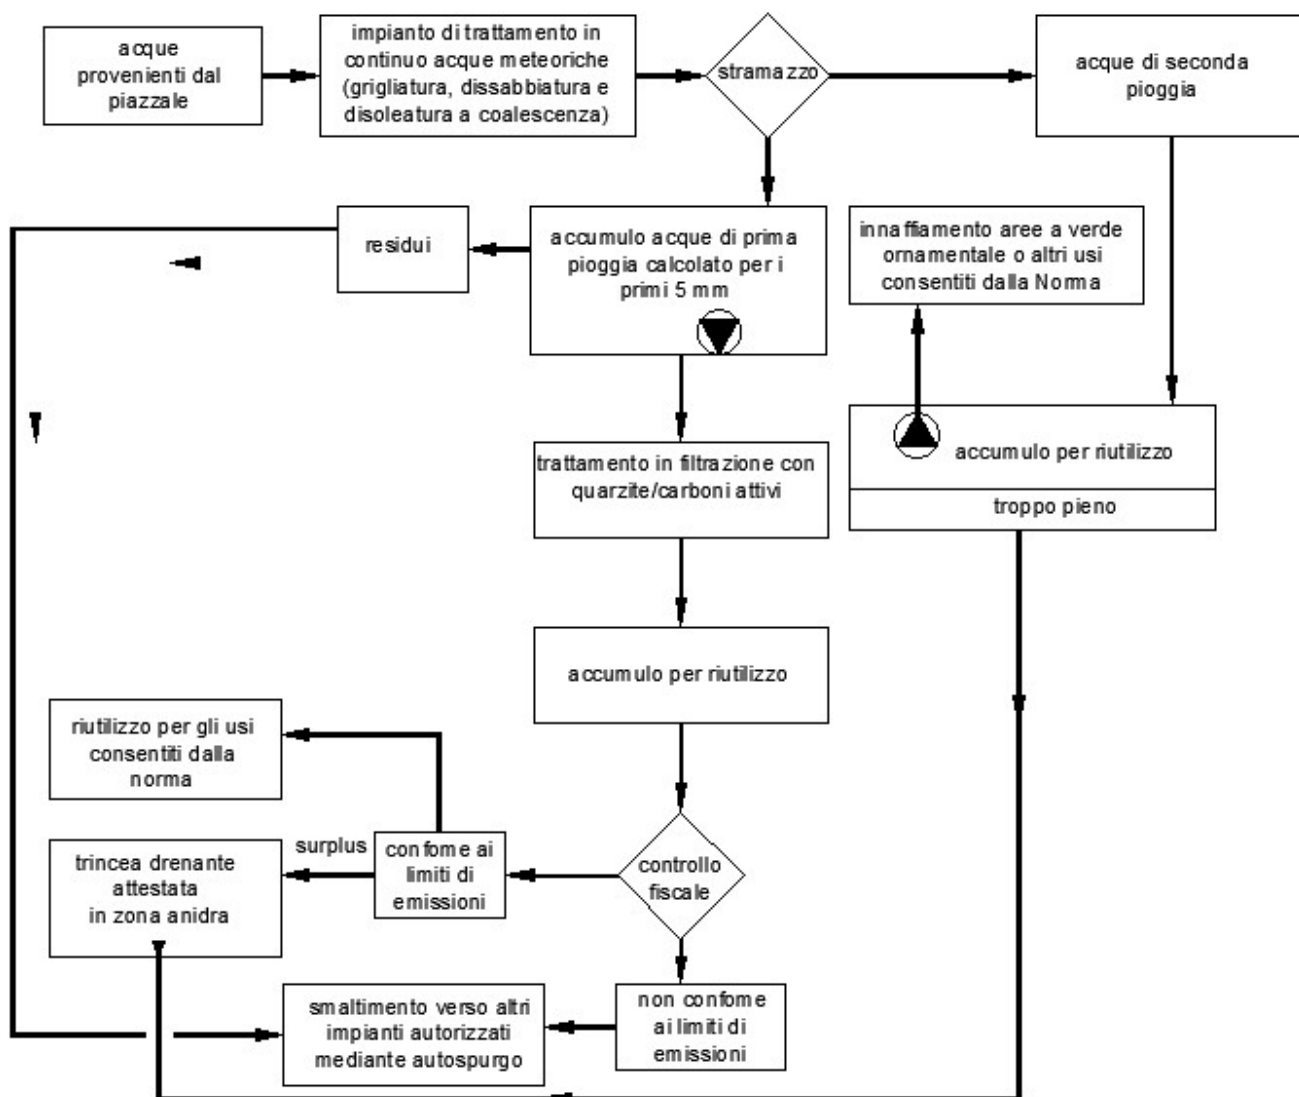 acque
provenienti dal
piazzale
impianto di trattamento in
continuo acque meteoriche
(grigliatura, dissabbiatura e
disoleatura a coalescenza)
stramazzo
acque di seconda
pioggia
residui
accumulo acque di prima
pioggia calcolato per i
primi 5 mm
innaffiamento aree a verde
ornamentale o altri usi
consentiti dalla Norma
trattamento in filtrazione con
quarzite/carboni attivi
accumulo per riutilizzo
troppo pieno
accumulo per riutilizzo
riutilizzo per gli usi
consentiti dalla
norma
surplus
trincea drenante
attestata
in zona anidra
confome ai
limiti di
emissioni
controllo
fiscale
smaltimento verso altri
impianti autorizzati
mediante autospurgo
non confome
ai limiti di
emissioni